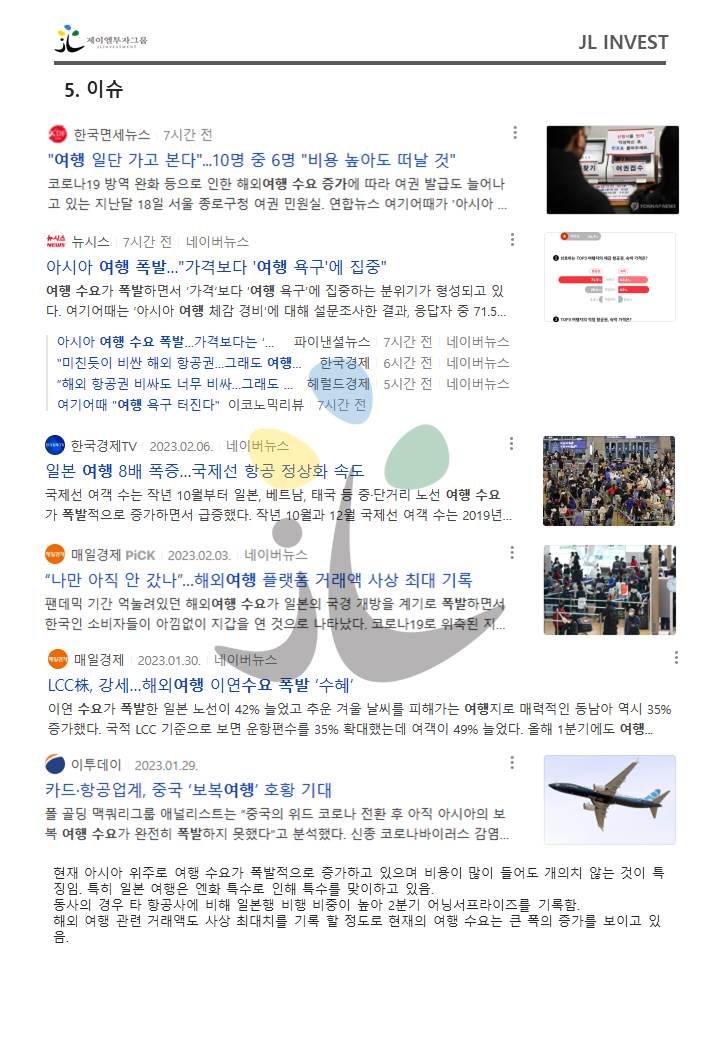 제이엘투자그룹
JL INVESTMENT
JL INVEST
5. 이슈
한국면세뉴스 7시간 전
"여행 일단 가고 본다"...10명 중 6명 "비용 높아도 떠날 것"
코로나19 방역 완화 등으로 인한 해외여행 수요 증가에 따라 여권 발급도 늘어나
고 있는 지난달 18일 서울 종로구청 여권 민원실. 연합뉴스 여기어때가 '아시아 ...
여권접수
YONHAP NEWS
뉴시스
NEWS
뉴시스 7시간 전 네이버뉴스
아시아 여행 폭발..."가격보다 '여행 욕구'에 집중"
여행 수요가 폭발하면서 '가격'보다 '여행 욕구'에 집중하는 분위기가 형성되고 있
다. 여기어때는 '아시아 여행 체감 경비'에 대해 설문조사한 결과, 응답자 중 71.5...
아시아 여행 수요 폭발...가격보다는 '... 파이낸셜뉴스 7시간 전 네이버뉴스
"미친듯이 비싼 해외 항공권...그래도 여행... 한국경제 6시간 전 네이버뉴스
"해외 항공권 비싸도 너무 비싸...그래도 ... 헤럴드경제 5시간 전 네이버뉴스
여기어때 "여행 욕구 터진다" 이코노믹리뷰 7시간 전
한국경제TV 2023.02.06. 네이버뉴스
일본 여행 8배 폭증...국제선 항공 정상화 속도
국제선 여객 수는 작년 10월부터 일본, 베트남, 태국 등 중·단거리 노선 여행 수요
가 폭발적으로 증가하면서 급증했다. 작년 10월과 12월 국제선 여객 수는 2019년...
매일경제
매일경제 PiCK 2023.02.03. 네이버뉴스
"나만 아직 안 갔나"...해외여행 플랫폼 거래액 사상 최대 기록
팬데믹 기간 억눌려있던 해외여행 수요가 일본의 국경 개방을 계기로 폭발하면서
한국인 소비자들이 아낌없이 지갑을 연 것으로 나타났다. 코로나19로 위축된 지...
매일경제
매일경제 2023.01.30. 네이버뉴스
LCC株, 강세...해외여행 이연수요 폭발 '수혜'
이연 수요가 폭발한 일본 노선이 42% 늘었고 추운 겨울 날씨를 피해가는 여행지로 매력적인 동남아 역시 35%
증가했다. 국적 LCC 기준으로 보면 운항편수를 35% 확대했는데 여객이 49% 늘었다. 올해 1분기에도 여행...
이투데이 2023.01.29.
카드·항공업계, 중국 '보복여행' 호황 기대
폴 골딩 맥쿼리그룹 애널리스트는 "중국의 위드 코로나 전환 후 아직 아시아의 보
복 여행 수요가 완전히 폭발하지 못했다"고 분석했다. 신종 코로나바이러스 감염...
현재 아시아 위주로 여행 수요가 폭발적으로 증가하고 있으며 비용이 많이 들어도 개의치 않는 것이 특
징임. 특히 일본 여행은 엔화 특수로 인해 특수를 맞이하고 있음.
동사의 경우 타 항공사에 비해 일본행 비행 비중이 높아 2분기 어닝서프라이즈를 기록함.
해외 여행 관련 거래액도 사상 최대치를 기록 할 정도로 현재의 여행 수요는 큰 폭의 증가를 보이고 있
음.